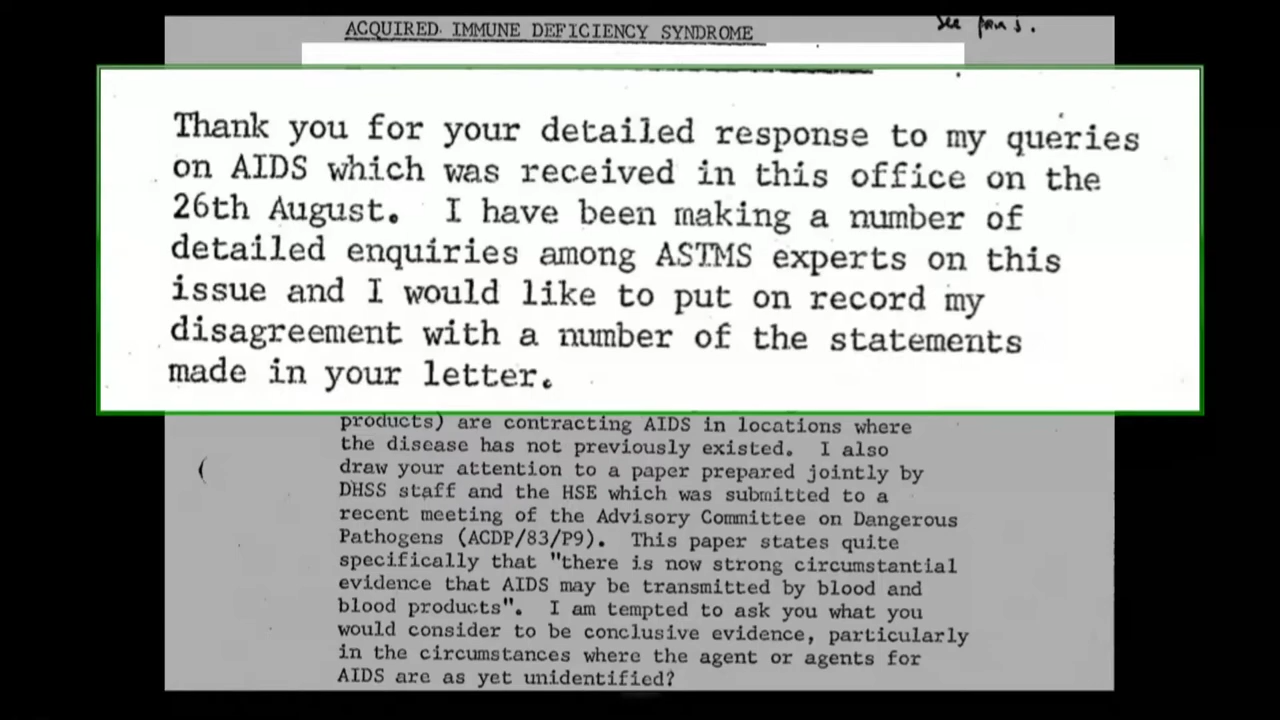 ACQUIRED IMMUNE DEFICIENCY SYNDROME
See
Thank you for your detailed response to my queries
on AIDS which was received in this office on the
26th August. I have been making a number of
detailed enquiries among ASTMS experts on this
issue and I would like to put on record my
disagreement with a number of the statements
made in your letter.
products) are contracting AIDS in locations where
the disease has not previously existed. I also
draw your attention to a paper prepared jointly by
DHSS staff and the HSE which was submitted to a
recent meeting of the Advisory Committee on Dangerous
Pathogens (ACDP/83/P9). This paper states quite
specifically that "there is now strong circumstantial
evidence that AIDS may be transmitted by blood and
blood products". I am tempted to ask you what you
would consider to be conclusive evidence, particularly
in the circumstances where the agent or agents for
AIDS are as yet unidentified?